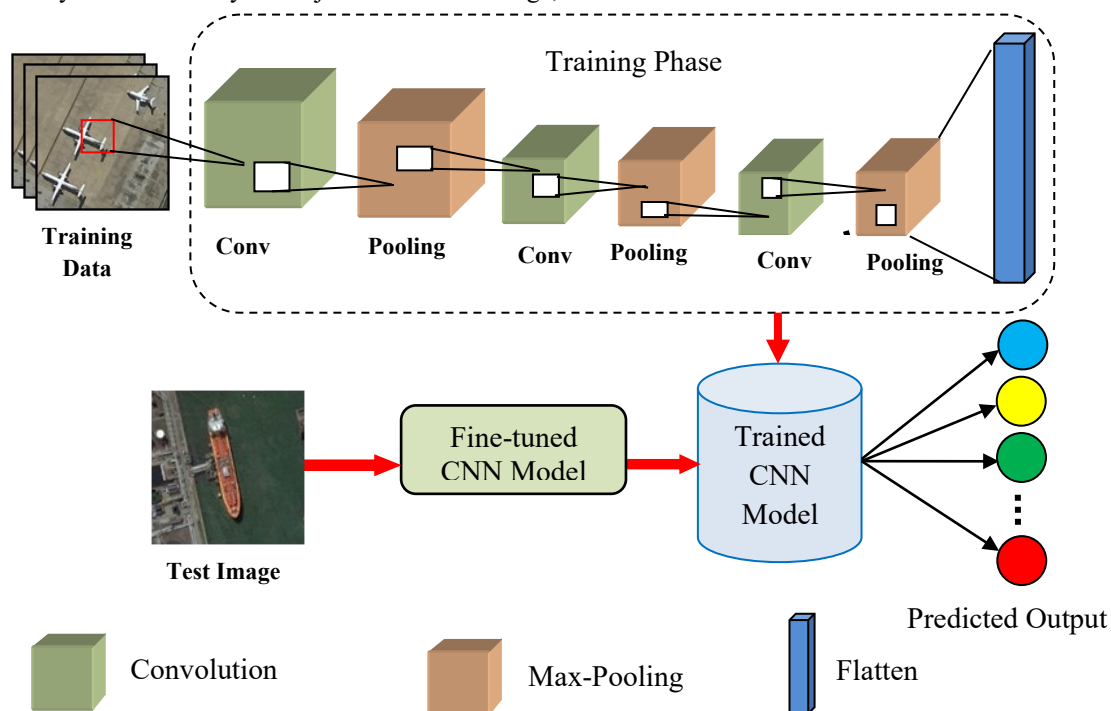 Training Phase
Training
Data
Conv
Pooling
Conv
Pooling
Conv
Pooling
Fine-tuned
CNN Model
Trained
CNN
Model
Test Image
Predicted Output
Convolution
Max-Pooling
Flatten